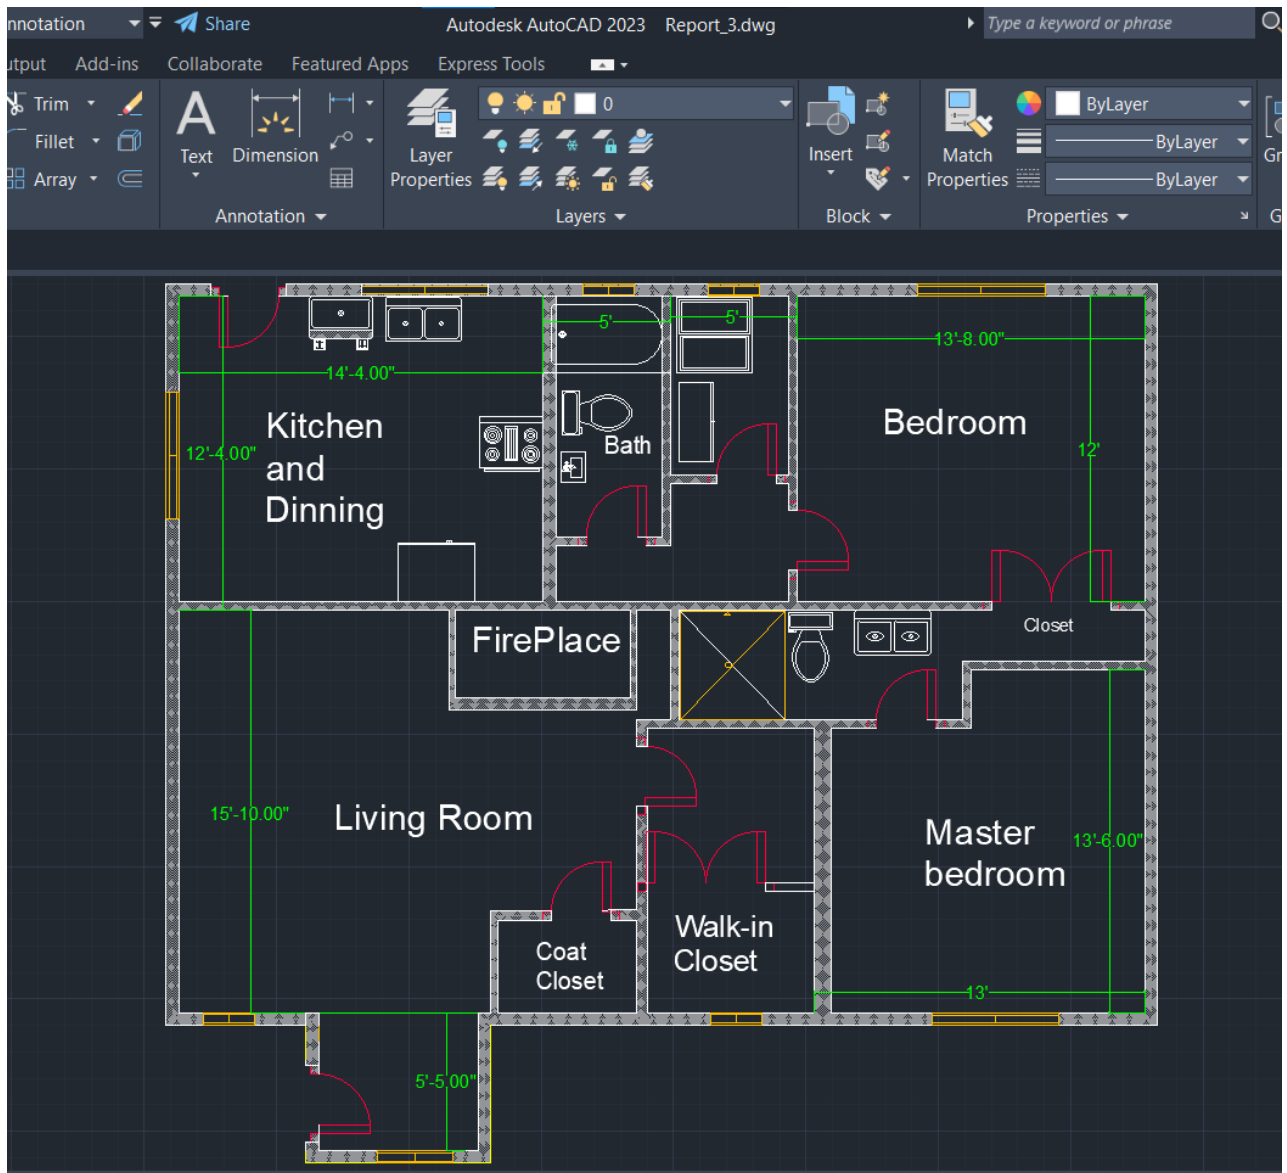 nnotation
Share
Autodesk AutoCAD 2023 Report_3.dwg
Type a keyword or phrase
utput Add-ins Collaborate Featured Apps Express Tools
Trim
Fillet
Array
Text
Dimension
Annotation
Layer
Properties
0
Layers
Insert
Block
Match
Properties
ByLayer
ByLayer
ByLayer
Properties
Gr
G
5'
5'
13'-8.00"
14'-4.00"
Kitchen
and
Dinning
12'-4.00"
Bath
Bedroom
12'
FirePlace
Closet
15'-10.00"
Living Room
Master
bedroom
13'-6.00"
Coat
Closet
Walk-in
Closet
13'
5'-5.00"